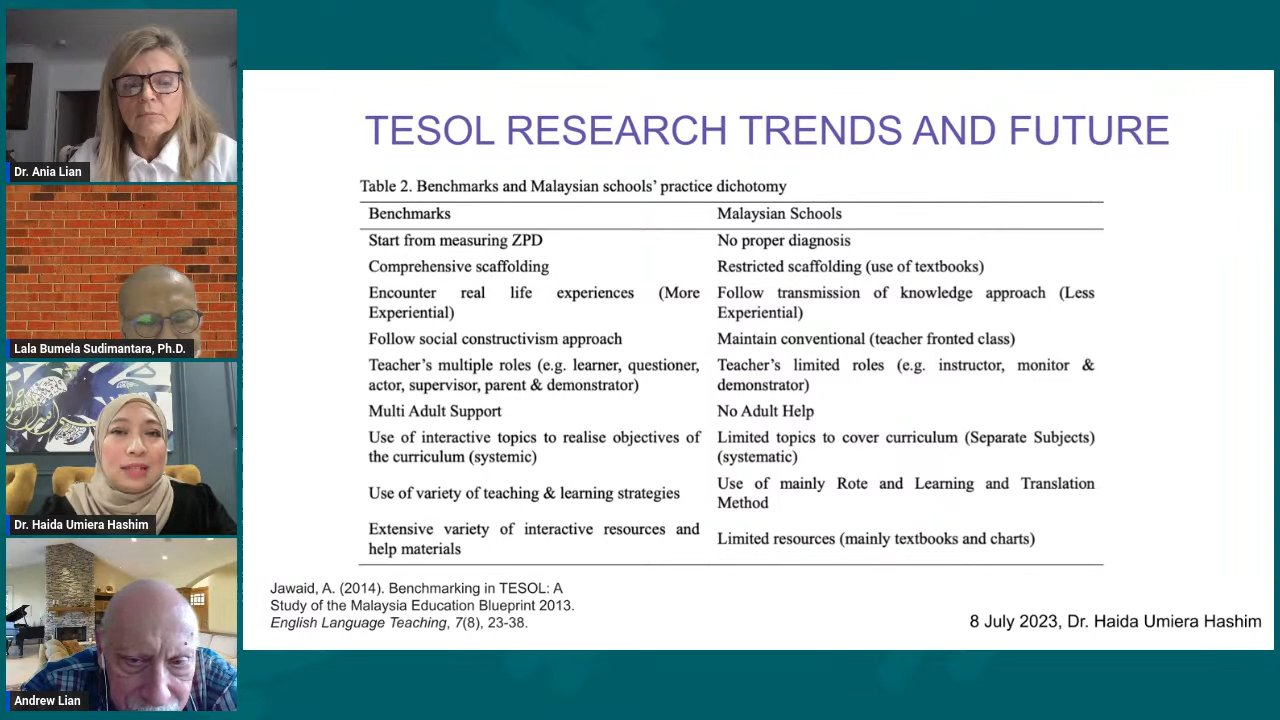 Dr. Ania Lian
Lala Bumela Sudimantara, Ph.D.
Dr. Haida Umiera Hashim
Andrew Lian
TESOL RESEARCH TRENDS AND FUTURE
Table 2. Benchmarks and Malaysian schools' practice dichotomy
Benchmarks Malaysian Schools
Start from measuring ZPD No proper diagnosis
Comprehensive scaffolding Restricted scaffolding (use of textbooks)
Encounter real life experiences (More
Experiential)
Follow transmission of knowledge approach (Less
Experiential)
Follow social constructivism approach Maintain conventional (teacher fronted class)
Teacher's multiple roles (e.g. learner, questioner,
actor, supervisor, parent & demonstrator)
Teacher's limited roles (e.g. instructor, monitor &
demonstrator)
Multi Adult Support No Adult Help
Use of interactive topics to realise objectives of
the curriculum (systemic)
Limited topics to cover curriculum (Separate Subjects)
(systematic)
Use of variety of teaching & learning strategies
Use of mainly Rote and Learning and Translation
Method
Extensive variety of interactive resources and
help materials
Limited resources (mainly textbooks and charts)
Jawaid, A. (2014). Benchmarking in TESOL: A
Study of the Malaysia Education Blueprint 2013.
English Language Teaching, 7(8), 23-38.
8 July 2023, Dr. Haida Umiera Hashim